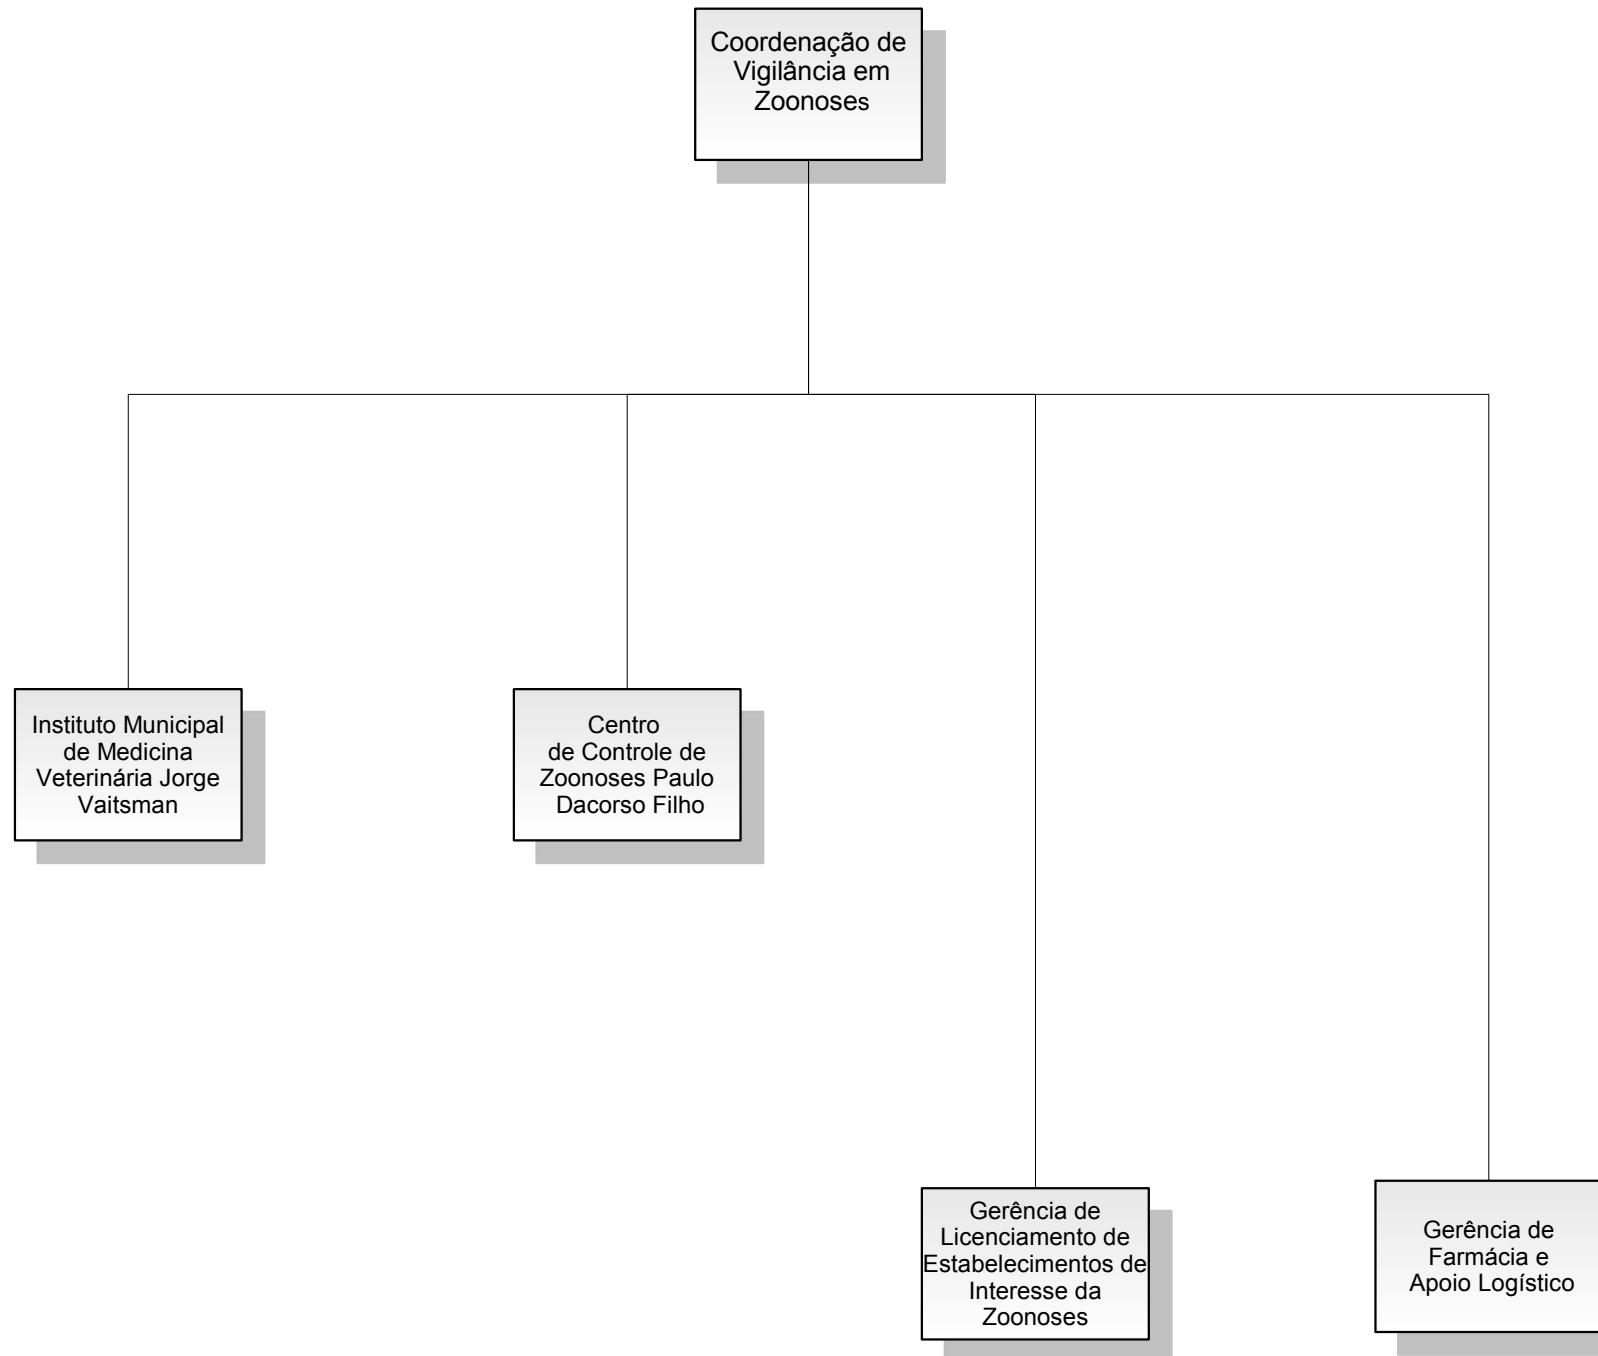 Coordenação de
Vigilância em
Zoonoses
Instituto Municipal
de Medicina
Veterinária Jorge
Vaitsman
Centro
de Controle de
Zoonoses Paulo
Dacorso Filho
Gerência de
Licenciamento de
Estabelecimentos de
Interesse da
Zoonoses
Gerência de
Farmácia e
Apoio Logístico